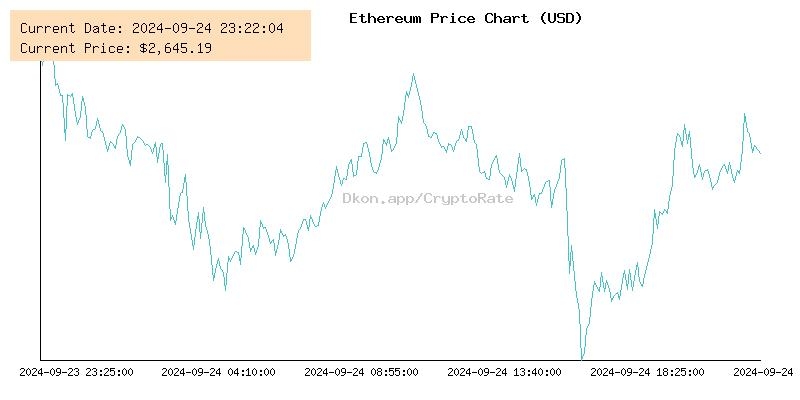 Ethereum Price Chart (USD)
Current Date: 2024-09-24 23:22:04
Current Price: $2,645.19
Dkon.app/CryptoRate
2024-09-23 23:25:00 2024-09-24 04:10:00 2024-09-24 08:55:00 2024-09-24 13:40:00 2024-09-24 18:25:00 2024-09-24